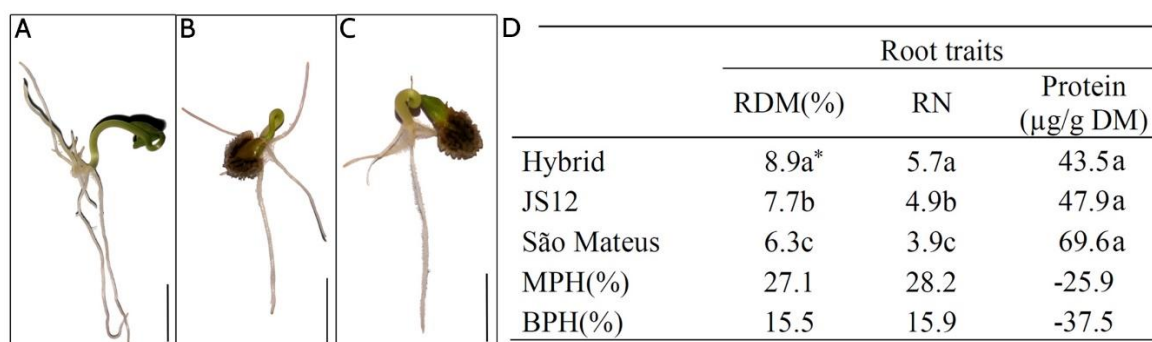 A
B
C
D
Root traits
RDM(%) RN Protein (µg/g DM)
Hybrid 8.9a* 5.7a 43.5a
JS12 7.7b 4.9b 47.9a
São Mateus 6.3c 3.9c 69.6a
MPH(%) 27.1 28.2 -25.9
BPH(%) 15.5 15.9 -37.5